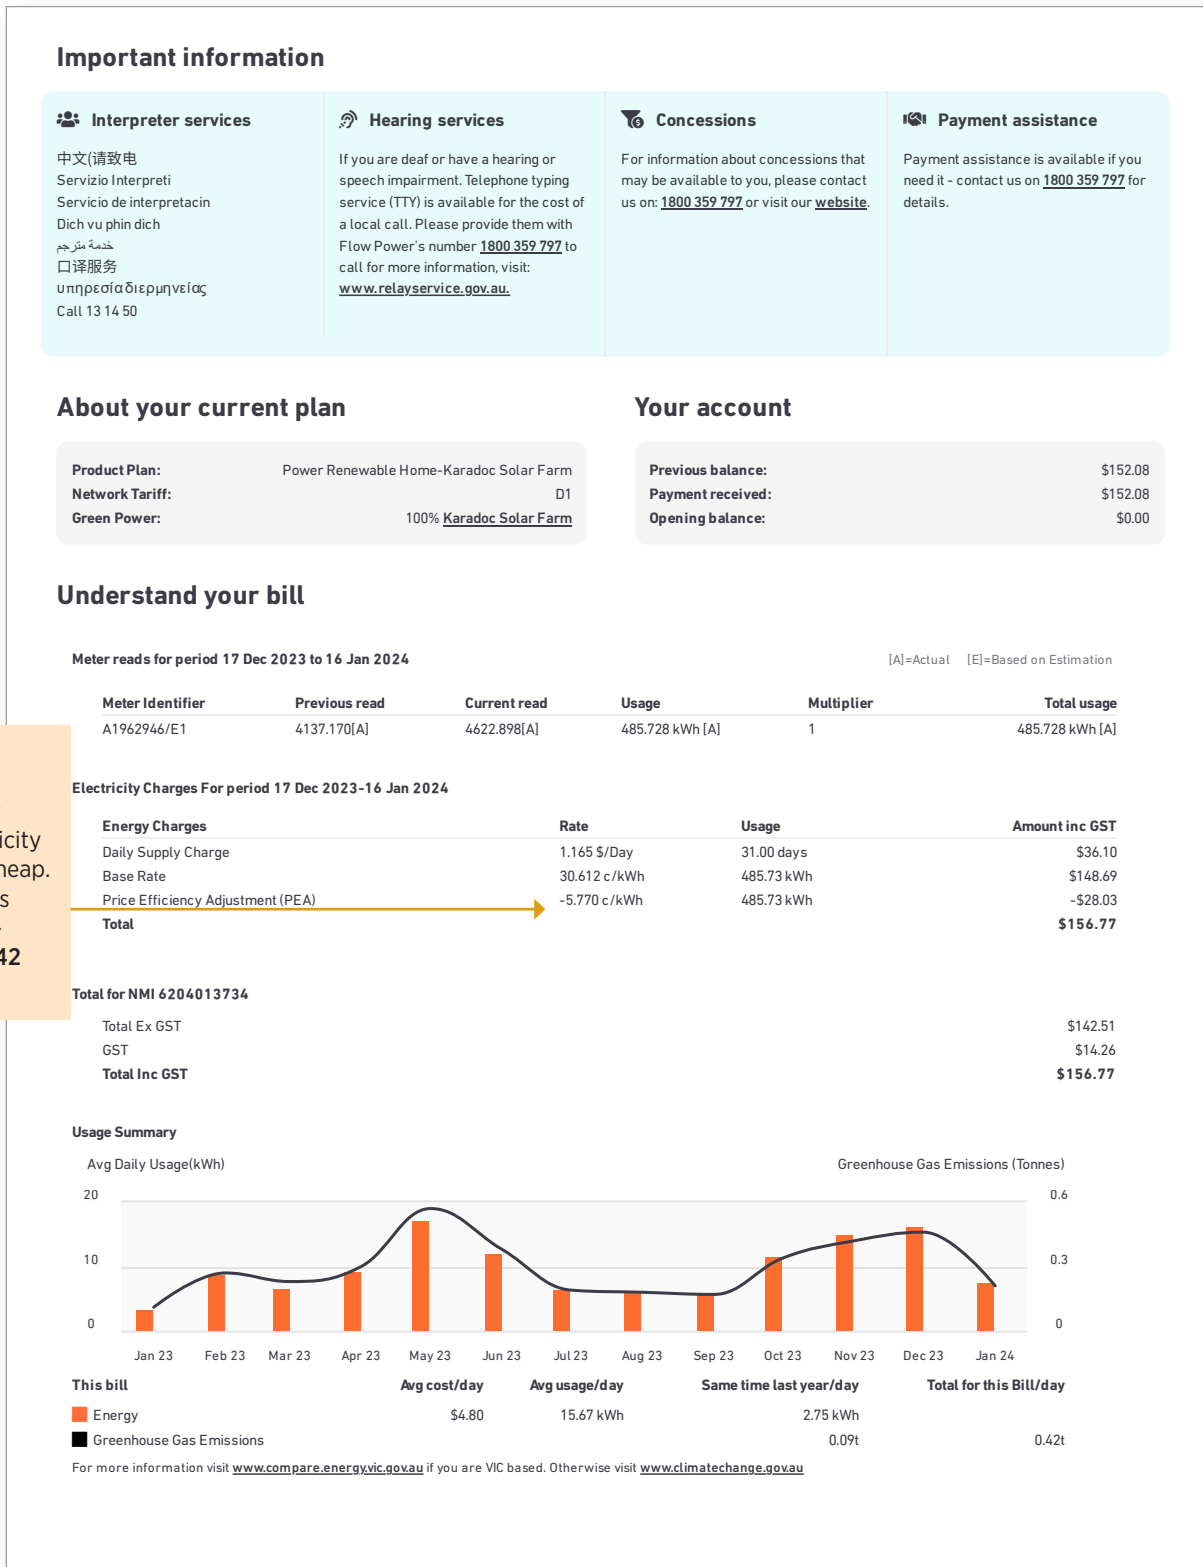 Important information
Interpreter services
中文(请致电
Servizio Interpreti
Servicio de interpretacin
Dich vu phin dich
خدمة مترجم
口译服务
υπηρεσία διερμηνείας
Call 13 14 50
Hearing services
If you are deaf or have a hearing or
speech impairment. Telephone typing
service (TTY) is available for the cost of
a local call. Please provide them with
Flow Power's number 1800 359 797 to
call for more information, visit:
www.relayservice.gov.au.
Concessions
For information about concessions that
may be available to you, please contact
us on: 1800 359 797 or visit our website.
Payment assistance
Payment assistance is available if you
need it - contact us on 1800 359 797 for
details.
About your current plan
Product Plan: Power Renewable Home-Karadoc Solar Farm
Network Tariff: D1
Green Power: 100% Karadoc Solar Farm
Your account
Previous balance: $152.08
Payment received: $152.08
Opening balance: $0.00
Understand your bill
Meter reads for period 17 Dec 2023 to 16 Jan 2024 [A]=Actual [E]=Based on Estimation
Meter Identifier Previous read Current read Usage Multiplier Total usage
A1962946/E1 4137.170[A] 4622.898[A] 485.728 kWh [A] 1 485.728 kWh [A]
icity
neap.
s
42
Electricity Charges For period 17 Dec 2023-16 Jan 2024
Energy Charges Rate Usage Amount inc GST
Daily Supply Charge 1.165 $/Day 31.00 days $36.10
Base Rate 30.612 c/kWh 485.73 kWh $148.69
Price Efficiency Adjustment (PEA) -5.770 c/kWh 485.73 kWh -$28.03
Total $156.77
Total for NMI 6204013734
Total Ex GST $142.51
GST $14.26
Total Inc GST $156.77
Usage Summary
Avg Daily Usage(kWh) Greenhouse Gas Emissions (Tonnes)
20 0.6
10 0.3
0 0
Jan 23 Feb 23 Mar 23 Apr 23 May 23 Jun 23 Jul 23 Aug 23 Sep 23 Oct 23 Nov 23 Dec 23 Jan 24
This bill Avg cost/day Avg usage/day Same time last year/day Total for this Bill/day
Energy $4.80 15.67 kWh 2.75 kWh
Greenhouse Gas Emissions 0.09t 0.42t
For more information visit www.compare.energy.vic.gov.au if you are VIC based. Otherwise visit www.climatechange.gov.au